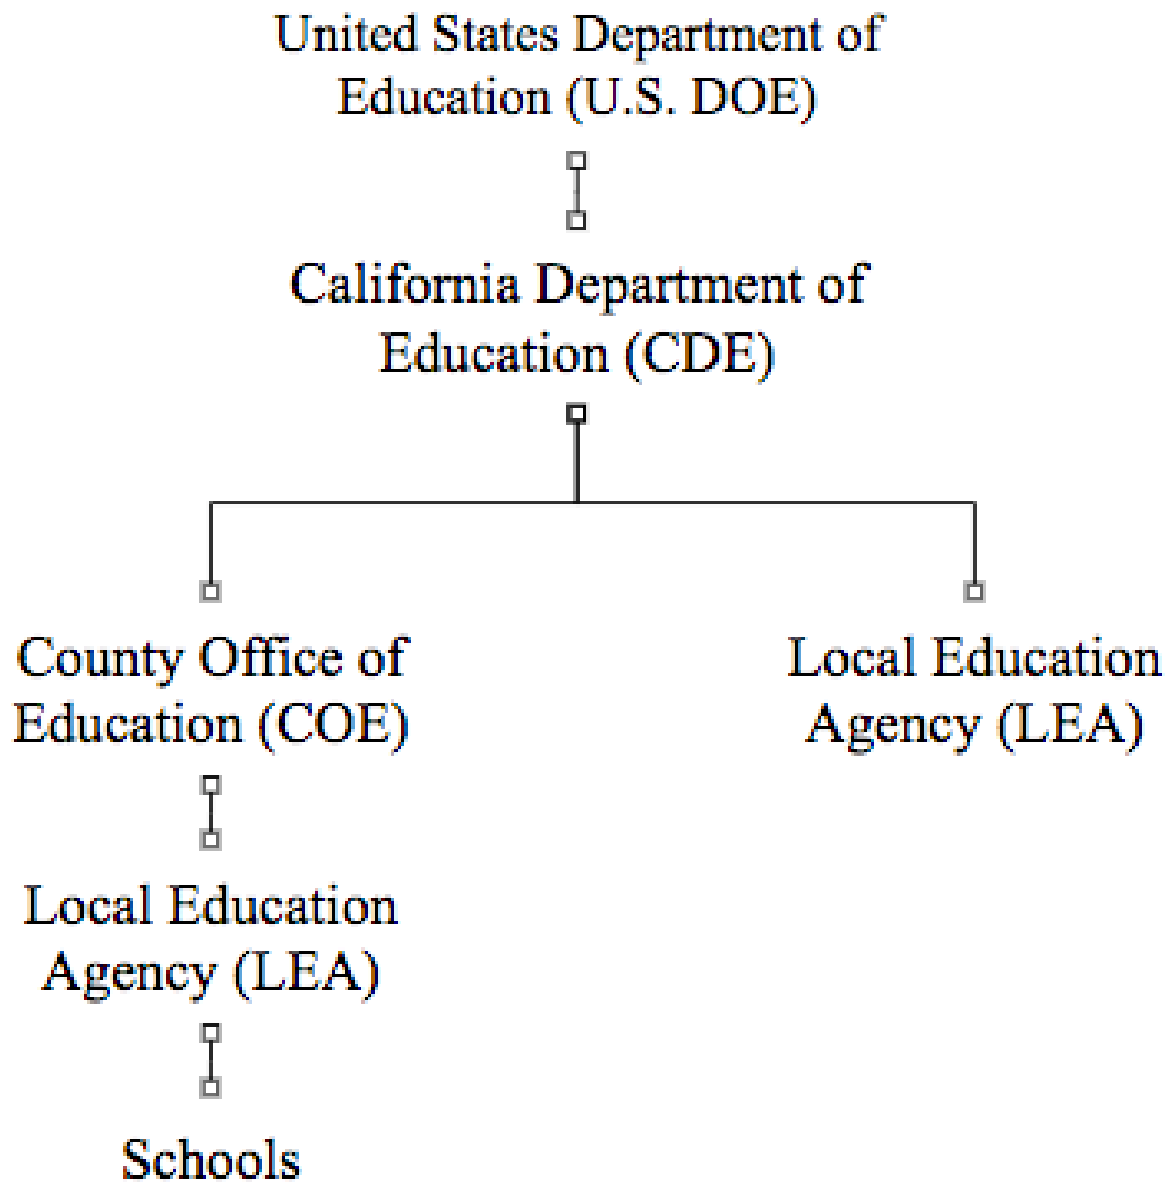 United States Department of
Education (U.S. DOE)
California Department of
Education (CDE)
County Office of
Education (COE)
Local Education
Agency (LEA)
Local Education
Agency (LEA)
Schools